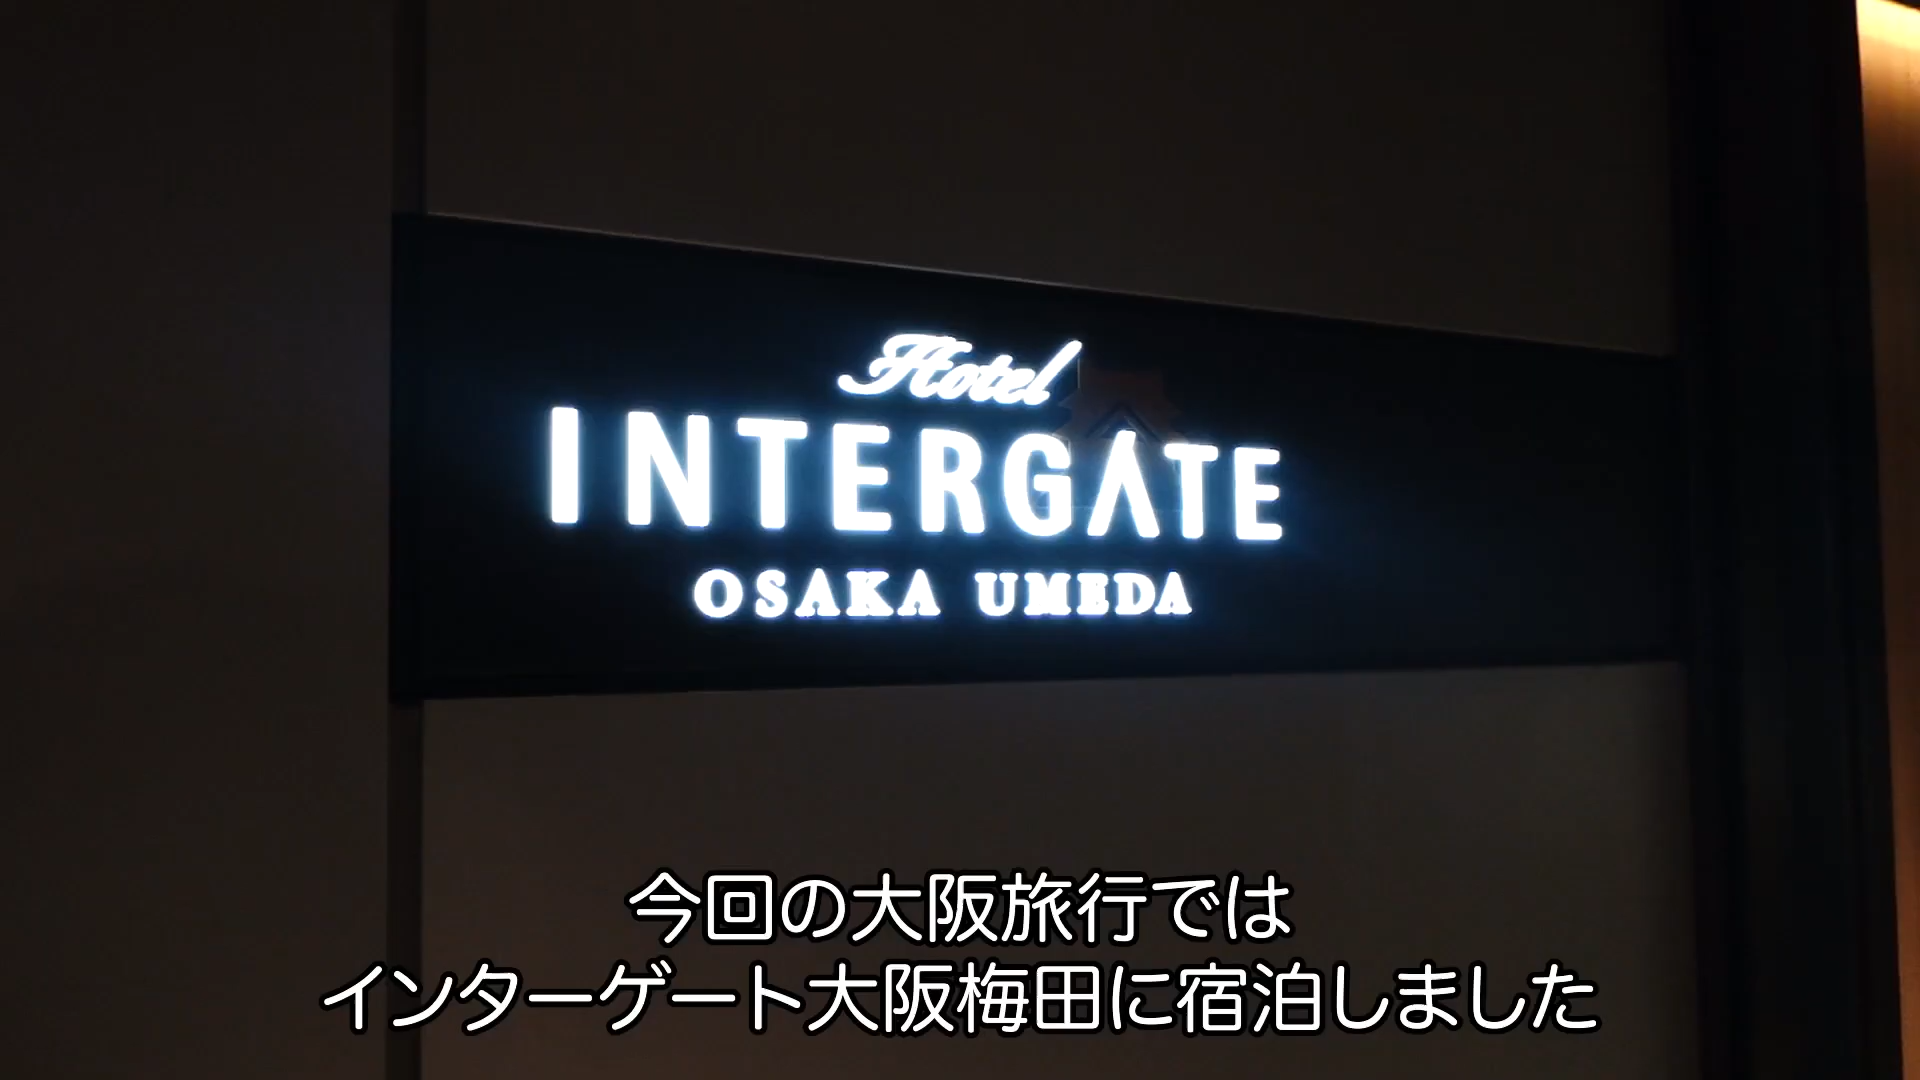 Hotel
INTERGATE
OSAKA UMEDA
今回の大阪旅行では
インターゲート大阪梅田に宿泊しました